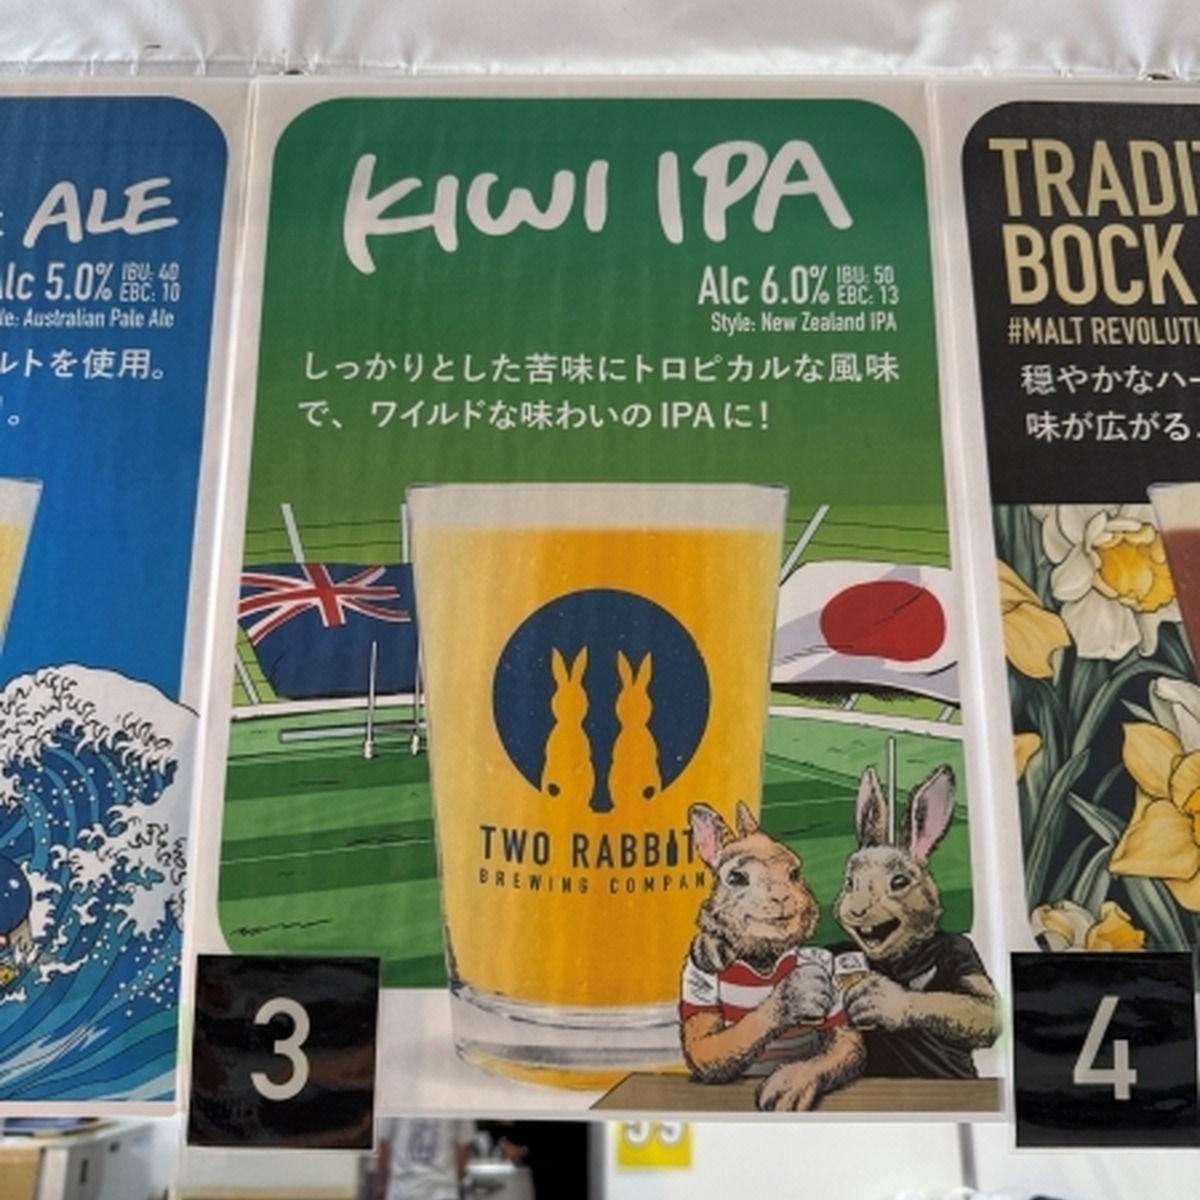 ALE
Alc 5.0%
IBU: 40
EBC: 10
Australian Pale Ale
ルトを使用。
。
KIWI IPA
Alc 6.0%
IBU: 50
EBC: 13
Style: New Zealand IPA
しっかりとした苦味にトロピカルな風味
で、ワイルドな味わいのIPAに!
TWO RABBIT
BREWING COMPAN
3
TRADIT
BOCK
#MALT REVOLUTI
穏やかなハー
味が広がる
4